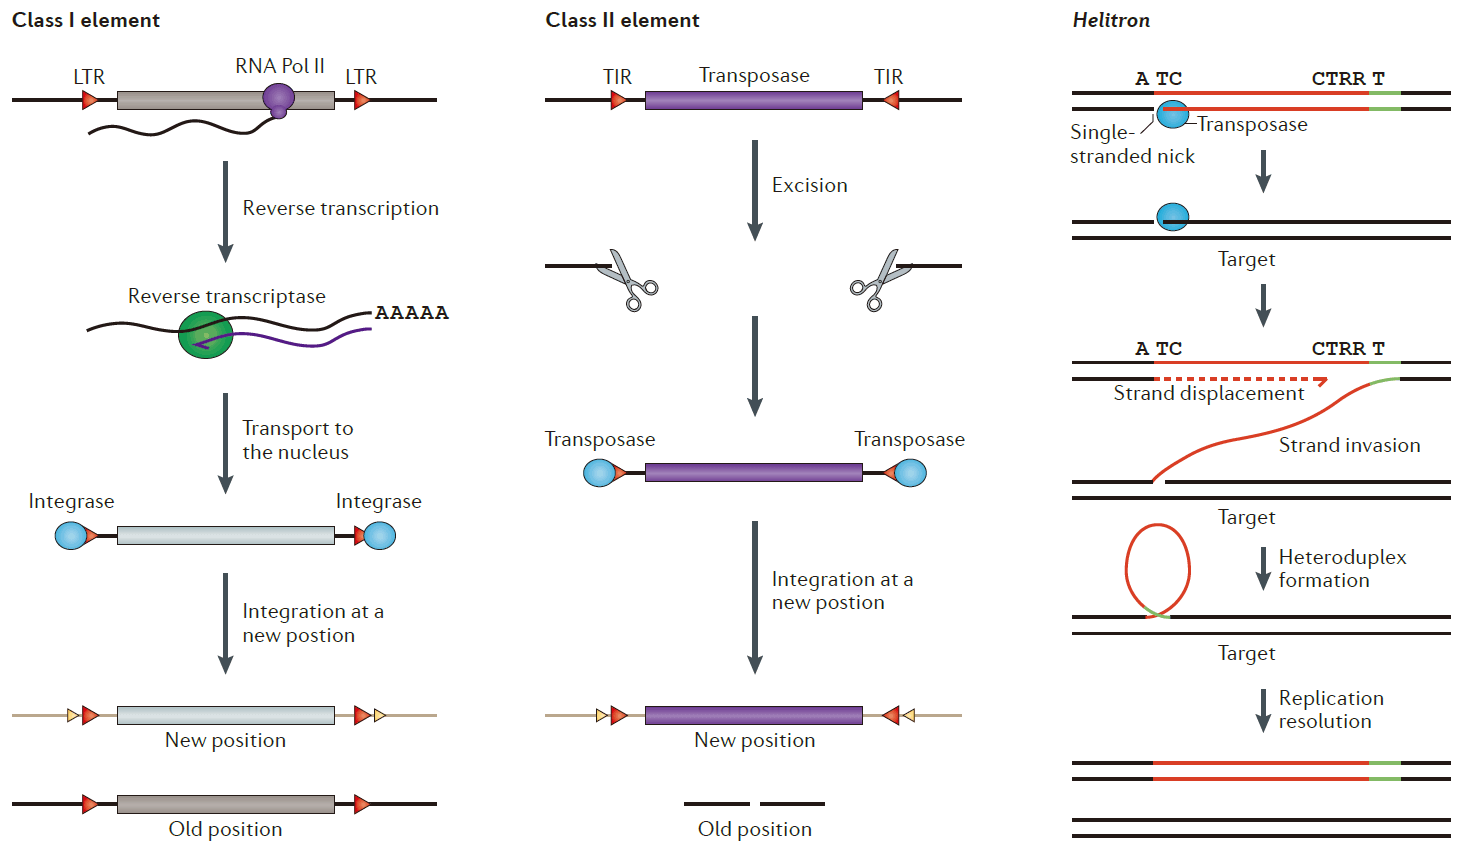 Class I element
LTR
RNA Pol II
LTR
Reverse transcription
Reverse transcriptase
AAAAA
Transport to
the nucleus
Integrase
Integrase
Integration at a
new postion
New position
Old position
Class II element
TIR
Transposase
TIR
Excision
Transposase
Transposase
Integration at a
new postion
New position
Old position
Helitron
A TC
CTRR T
Single-
stranded nick
Transposase
Target
A TC
CTRR T
Strand displacement
Strand invasion
Target
Heteroduplex
formation
Target
Replication
resolution